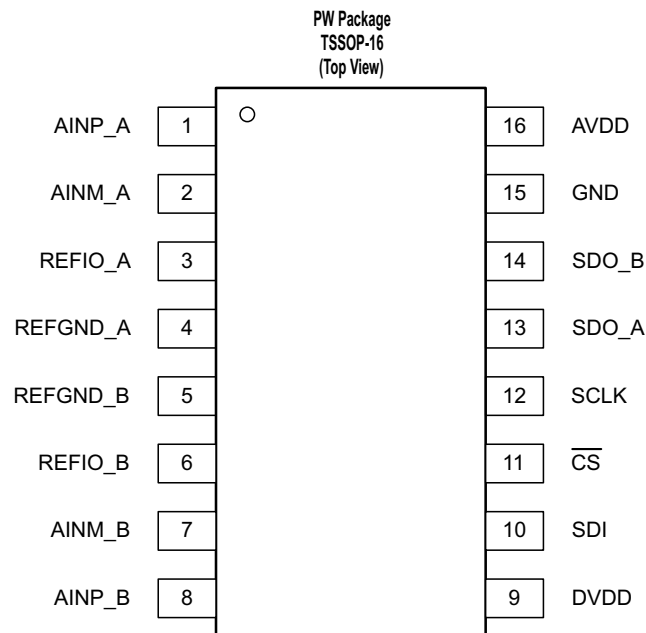 PW Package
TSSOP-16
(Top View)
AINP_A 1 16 AVDD
AINM_A 2 15 GND
REFIO_A 3 14 SDO_B
REFGND_A 4 13 SDO_A
REFGND_B 5 12 SCLK
REFIO_B 6 11 C̅S̅
AINM_B 7 10 SDI
AINP_B 8 9 DVDD